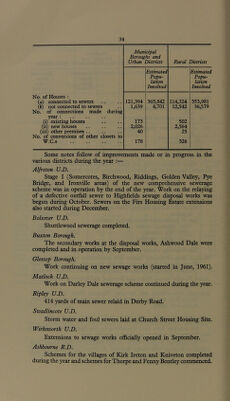 34
Municipal Boroughs and Urban Districts
Rural Districts
Estimated Population Involved
Estimated Population Involved
No. of Houses :
(a) connected to sewers .. .. 121,394 365,842 114,324 353,001
(b) not connected to sewers 1,659 4,701 12,542 36,579
No. of connections made during year :
(i) existing houses .. .. 173 502
(ii) new houses .. .. 2,026 2,594
(iii) other premises .. .. 40 25
No. of conversions of other closets to W.C.s .. .. 178 326
Some notes follow of improvements made or in progress in the
various districts during the year :—
Alfreton U.D.
Stage I (Somercotes, Birchwood, Riddings, Golden Valley, Pye
Bridge, and Ironville areas) of the new comprehensive sewerage
scheme was in operation by the end of the year. Work on the relaying
of a defective outfall sewer to Highfields sewage disposal works was
begun during October. Sewers on the Firs Housing Estate extensions
also started during December.
Bolsover U.D.
Shuttlewood sewerage completed.
Buxton Borough.
The secondary works at the disposal works, Ashwood Dale were
completed and in operation by September.
Glossop Borough.
Work continuing on new sewage works (started in June, 1961).
Matlock U.D.
Work on Darley Dale sewerage scheme continued during the year.
Ripley U.D.
414 yards of main sewer relaid in Derby Road.
Swadlincote U.D.
Storm water and foul sewers laid at Church Street Housing Site.
Wirksworth U.D.
Extensions to sewage works officially opened in September.
Ashbourne R.D.
Schemes for the villages of Kirk Ireton and Kniveton completed
during the year and schemes for Thorpe and Fenny Bentley commenced.